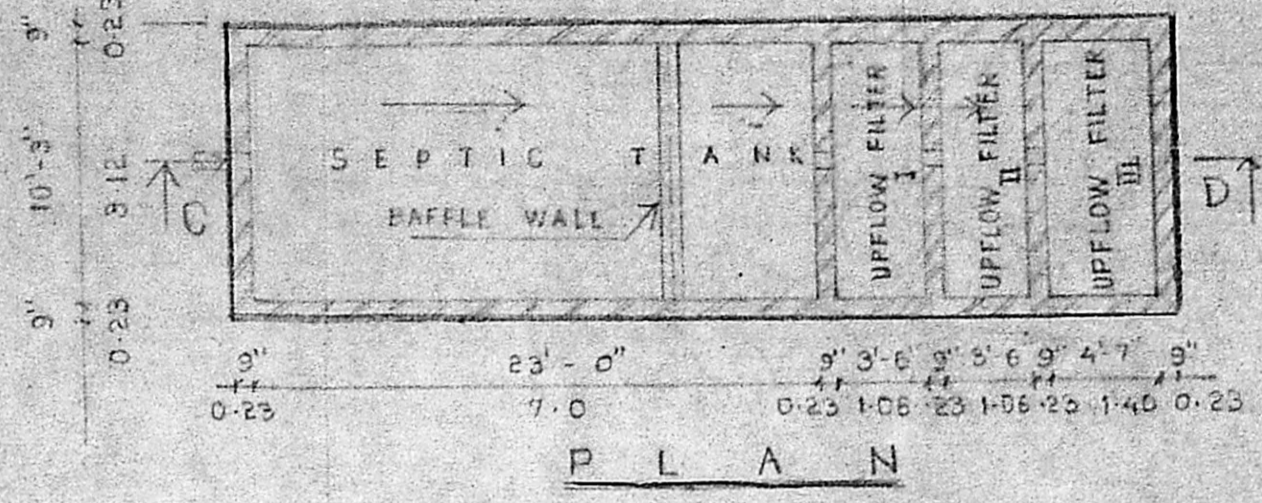 SEPTIC TANK
BAFFLE WALL
UPFLOW FILTER
I
UPFLOW FILTER
II
UPFLOW FILTER
III
C
D
9"
0.23
10'-3"
3.12
9"
0.23
9" 23'-0" 9" 3'-6 9" 3'6 9" 4'-7" 9"
0.23 7.0 0.23 1.06 .23 1.06 .23 1.40 0.23
PLAN